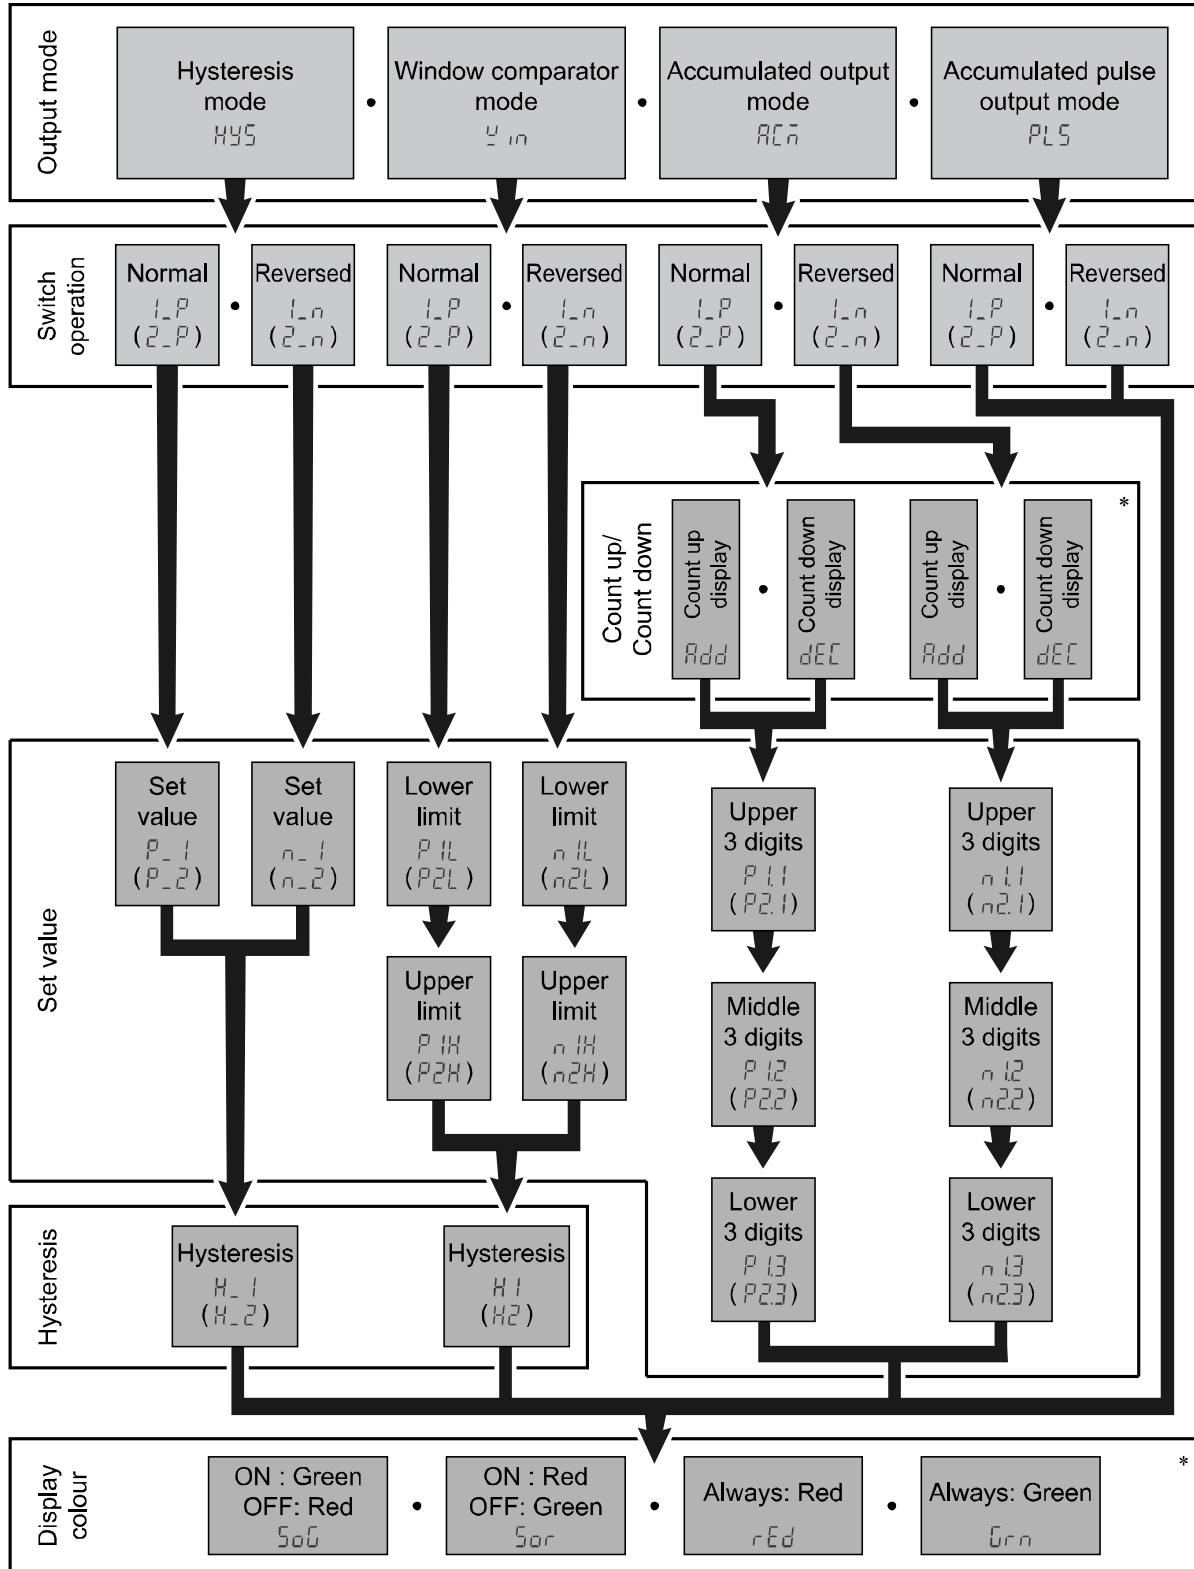 Output mode
Hysteresis
mode
HYS
Window comparator
mode
Accumulated output
mode
Accumulated pulse
output mode
PLS
Switch
operation
Normal
1_P
(2_P)
Reversed
1_n
(2_n)
Normal
1_P
(2_P)
Reversed
1_n
(2_n)
Normal
1_P
(2_P)
Reversed
1_n
(2_n)
Normal
1_P
(2_P)
Reversed
1_n
(2_n)
Count up/
Count down
Count up
display
Add
Count down
display
dEC
Count up
display
Add
Count down
display
dEC
*
Set value
Set
value
P_1
(P_2)
Set
value
n_1
(n_2)
Lower
limit
P1L
(P2L)
Lower
limit
n1L
(n2L)
Upper
limit
P1H
(P2H)
Upper
limit
n1H
(n2H)
Upper
3 digits
P1.1
(P2.1)
Middle
3 digits
P1.2
(P2.2)
Lower
3 digits
P1.3
(P2.3)
Upper
3 digits
n1.1
(n2.1)
Middle
3 digits
n1.2
(n2.2)
Lower
3 digits
n1.3
(n2.3)
Hysteresis
Hysteresis
H_1
(H_2)
Hysteresis
H1
(H2)
Display
colour
ON : Green
OFF: Red
SoG
ON : Red
OFF: Green
Sor
Always: Red
rEd
Always: Green
Grn
*